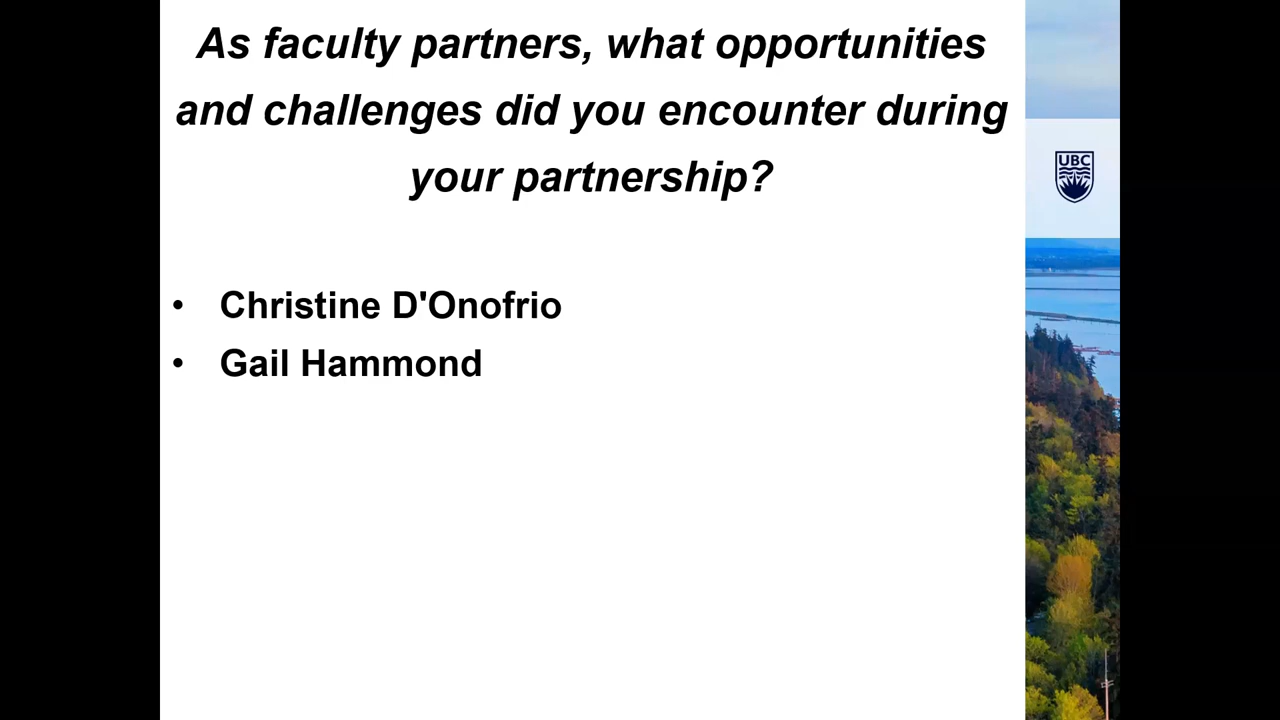 As faculty partners, what opportunities
and challenges did you encounter during
your partnership?
UBC
• Christine D'Onofrio
• Gail Hammond